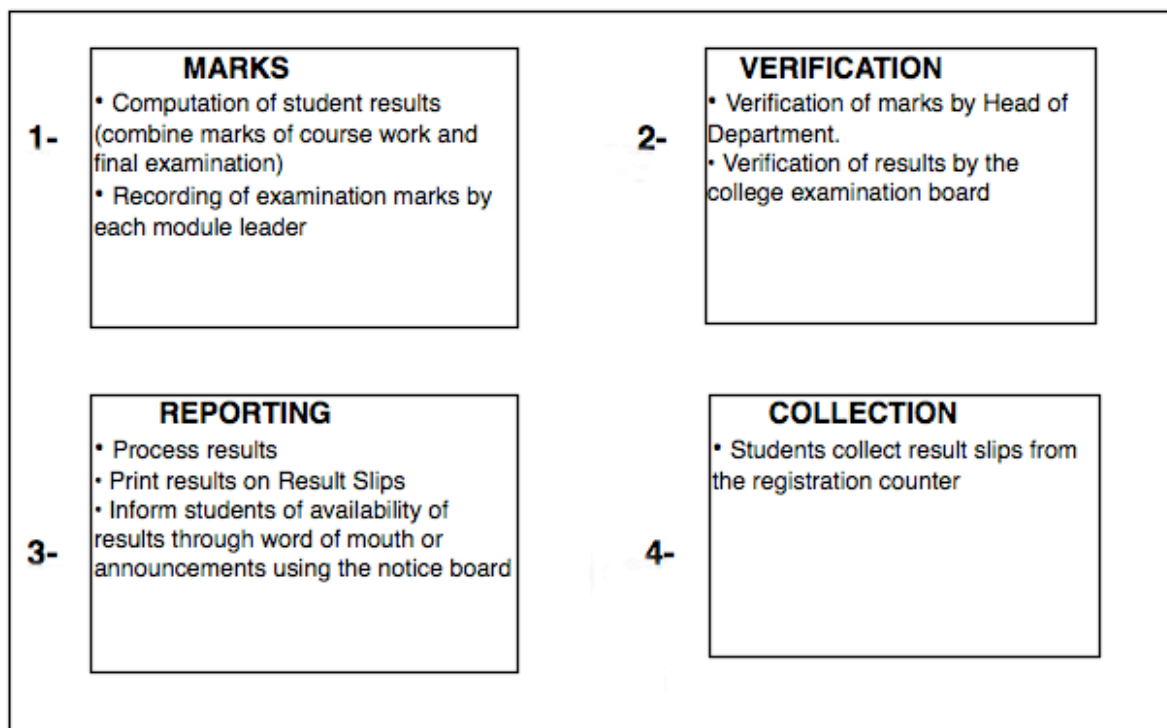 1-
MARKS
• Computation of student results
(combine marks of course work and
final examination)
• Recording of examination marks by
each module leader
2-
VERIFICATION
• Verification of marks by Head of
Department.
• Verification of results by the
college examination board
3-
REPORTING
• Process results
• Print results on Result Slips
• Inform students of availability of
results through word of mouth or
announcements using the notice board
4-
COLLECTION
• Students collect result slips from
the registration counter